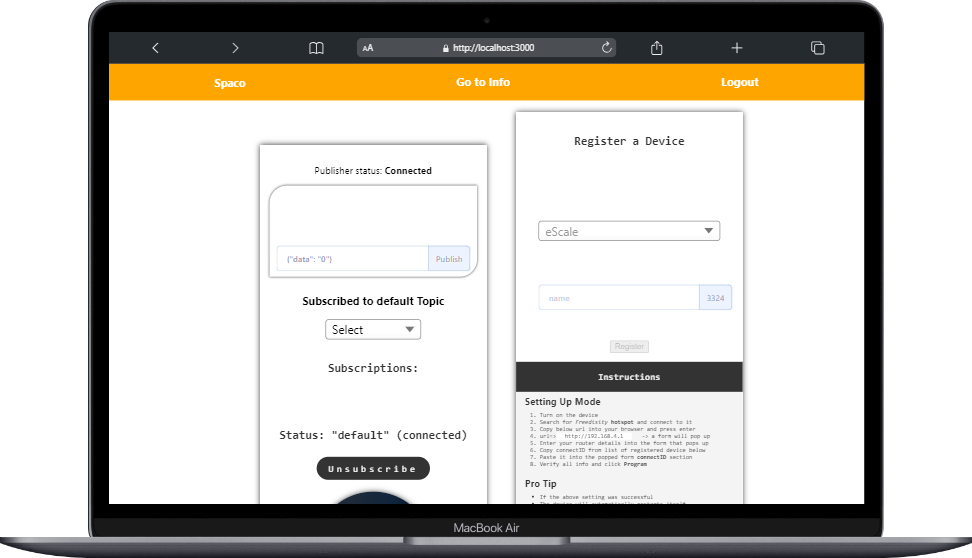 AA http://localhost:3000
Spaco Go to Info Logout
Publisher status: Connected
{"data": "0"} Publish
Subscribed to default Topic
Select
Subscriptions:
Status: "default" (connected)
Unsubscribe
Register a Device
eScale
name 3324
Register
Instructions
Setting Up Mode
1. Turn on the device
2. Search for Freedisity hotspot and connect to it
3. Copy below url into your browser and press enter
4. url=> http://192.168.4.1 -> a form will pop up
5. Enter your router details into the form that pops up
6. Copy connectID from list of registered device below
7. Paste it into the popped form connectID section
8. Verify all info and click Program
Pro Tip
If the above setting was successful
MacBook Air